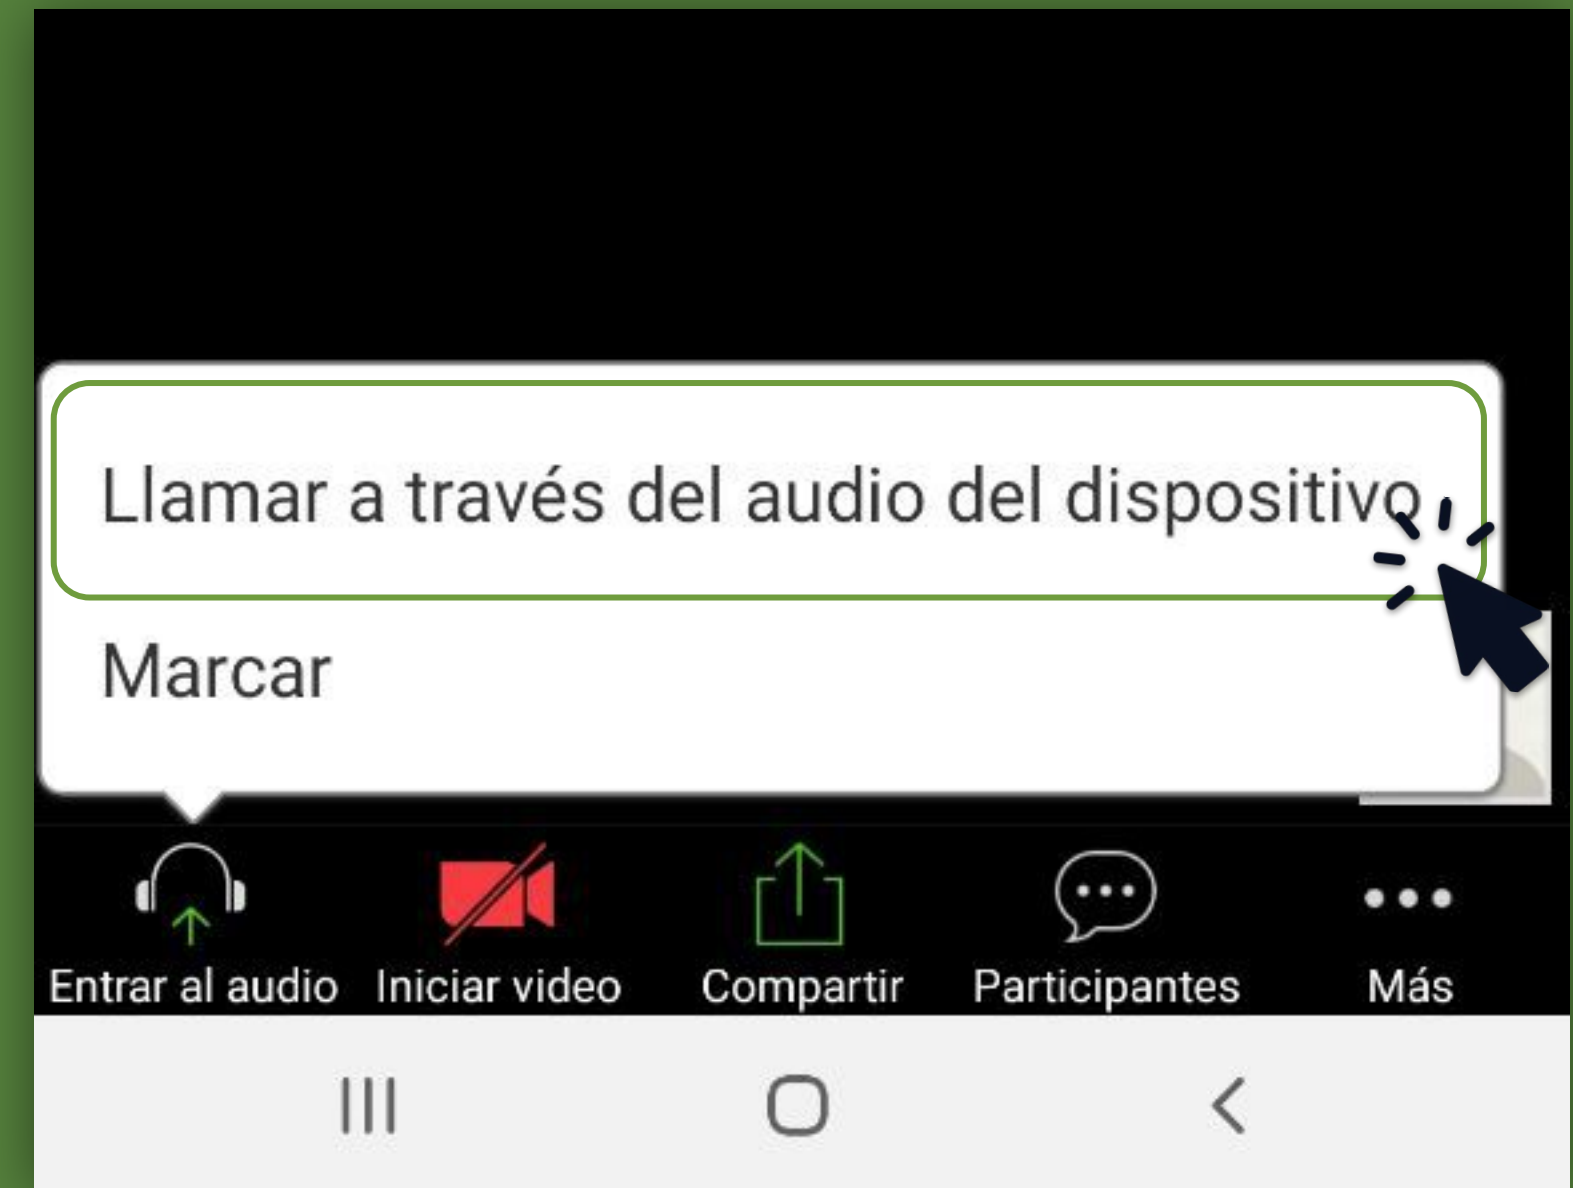 Llamar a través del audio del dispositivo
Marcar
Entrar al audio Iniciar video Compartir Participantes Más